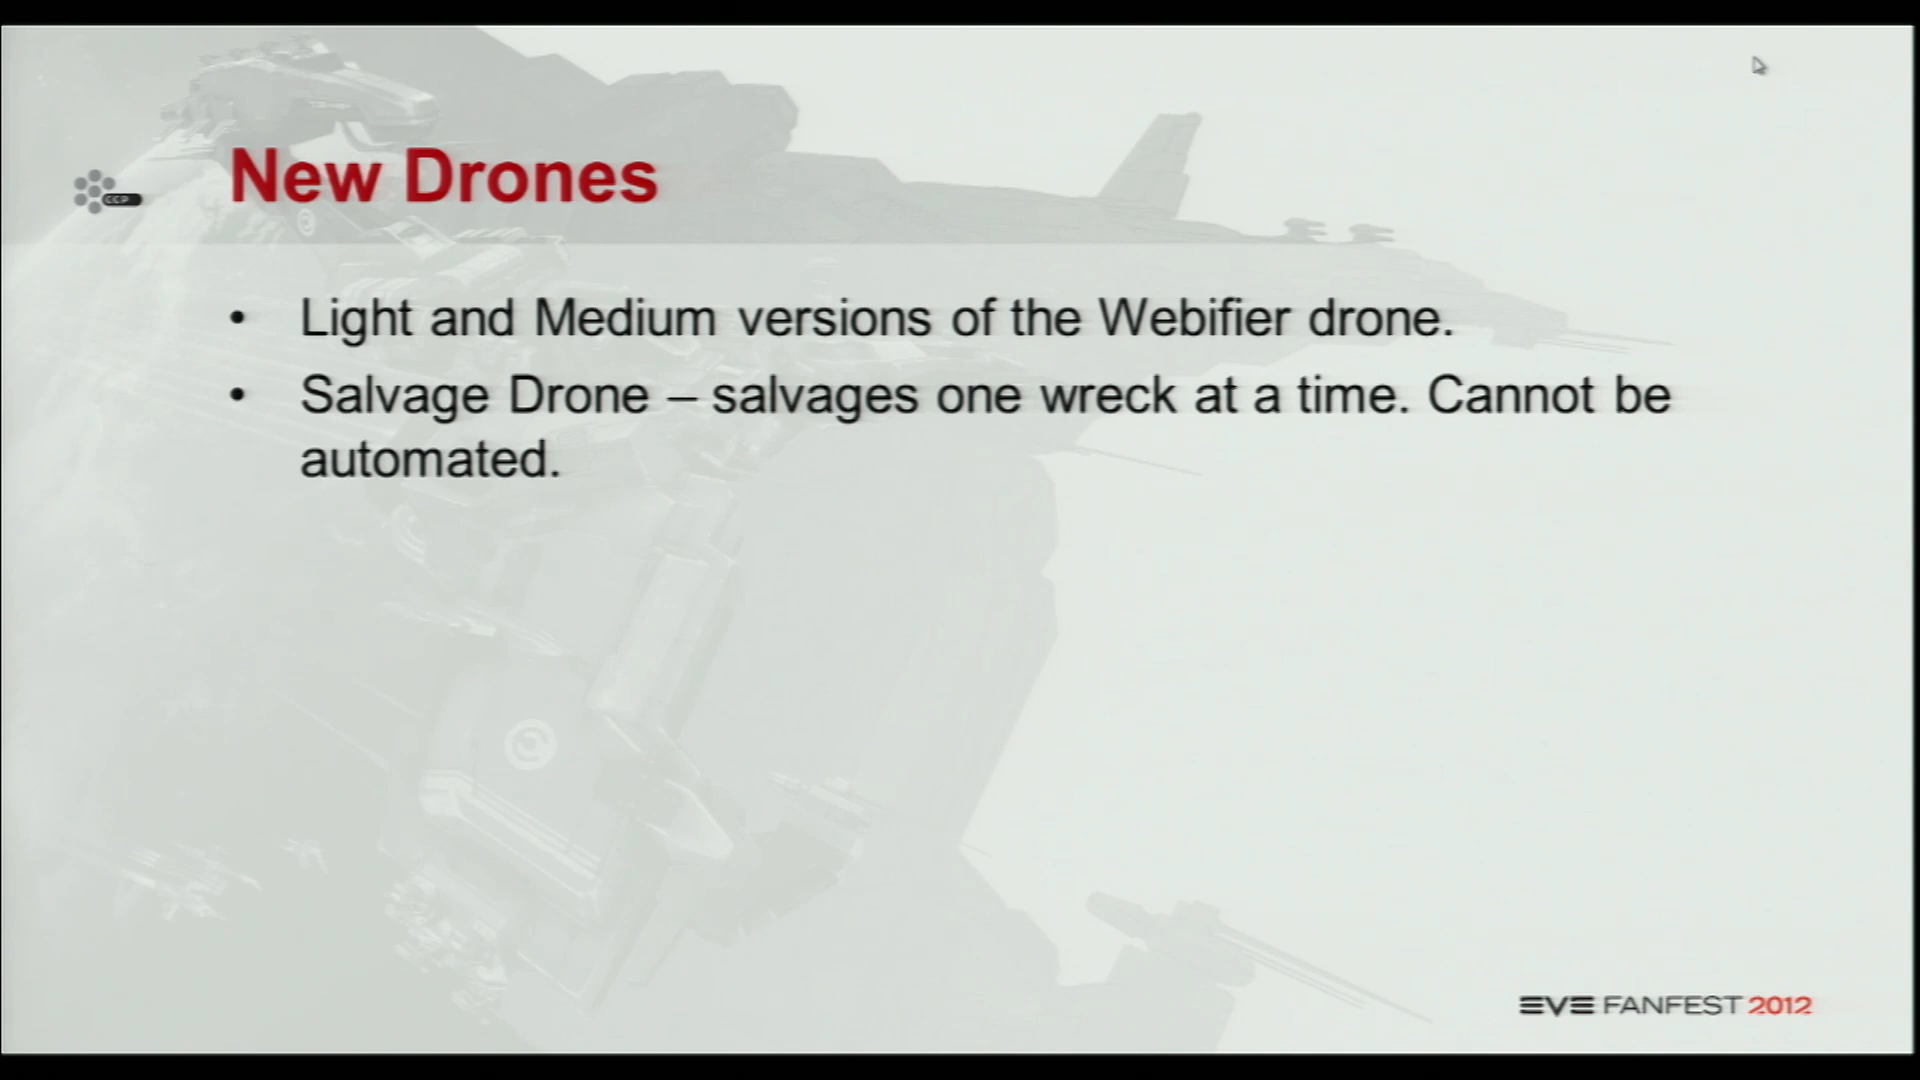 New Drones
CCP
• Light and Medium versions of the Webifier drone.
• Salvage Drone – salvages one wreck at a time. Cannot be
automated.
EVE FANFEST 2012